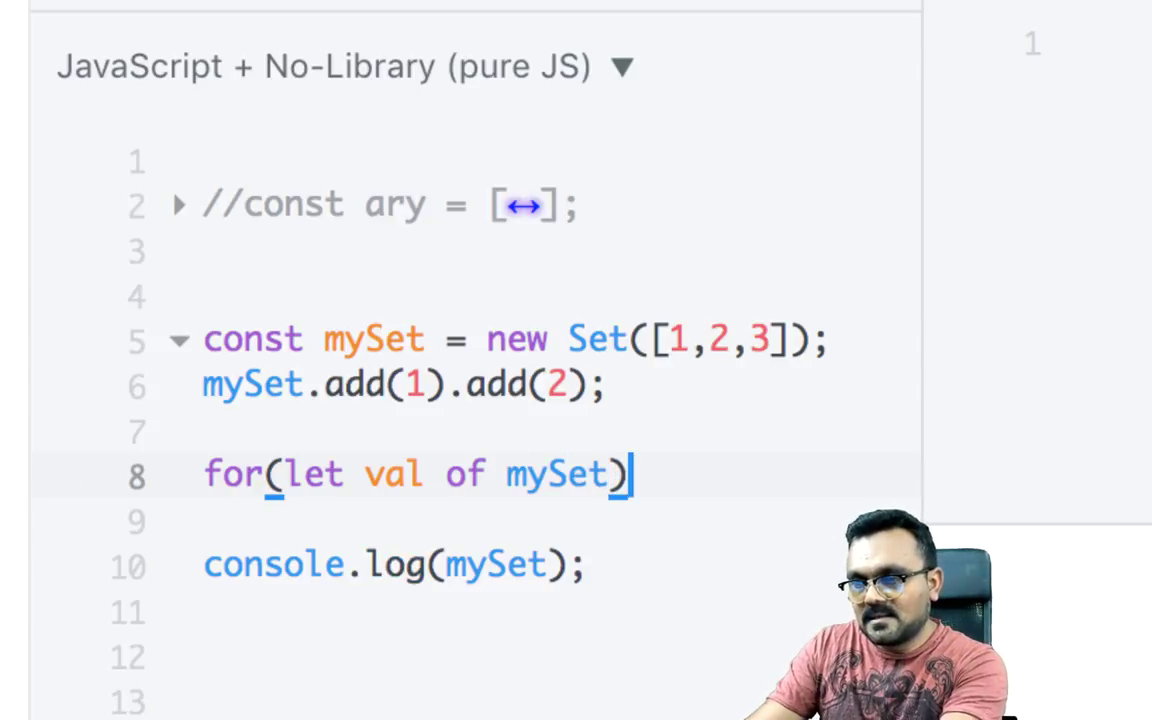 JavaScript + No-Library (pure JS) ▼
1
1
2 //const ary = [↔];
3
4
5 const mySet = new Set([1,2,3]);
6 mySet.add(1).add(2);
7
8 for(let val of mySet)
9
10 console.log(mySet);
11
12
13